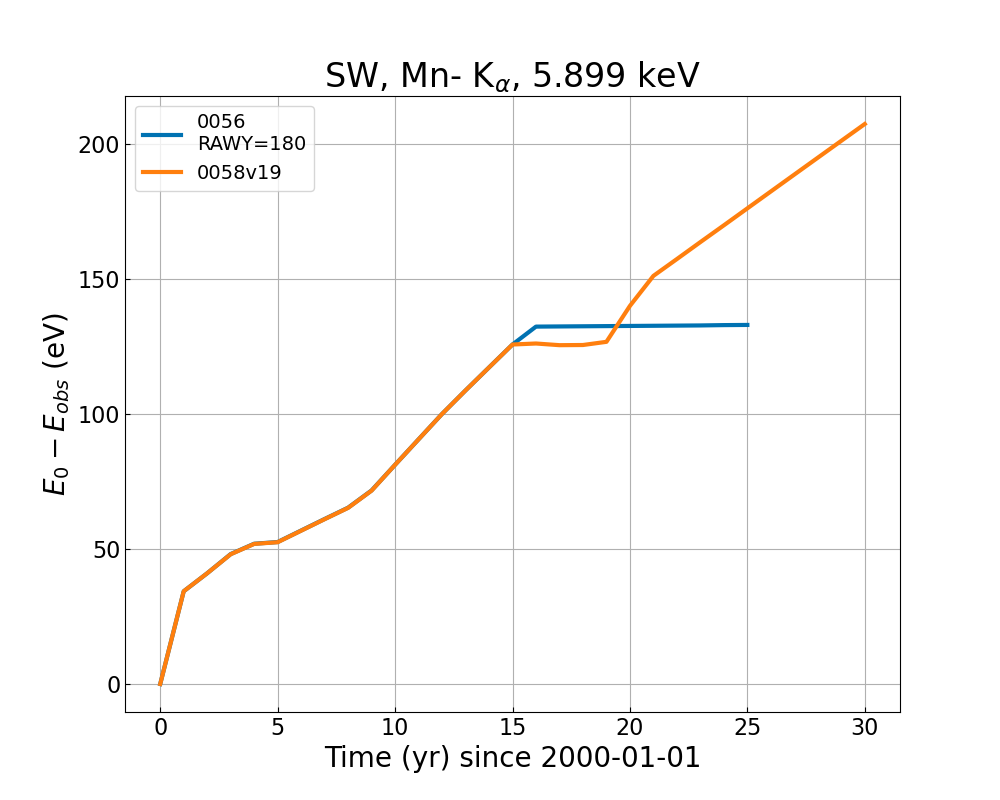 SW, Mn- Kα, 5.899 keV
0056
RAWY=180
0058v19
200
150
100
50
0
E0 − Eobs (eV)
0 5 10 15 20 25 30
Time (yr) since 2000-01-01